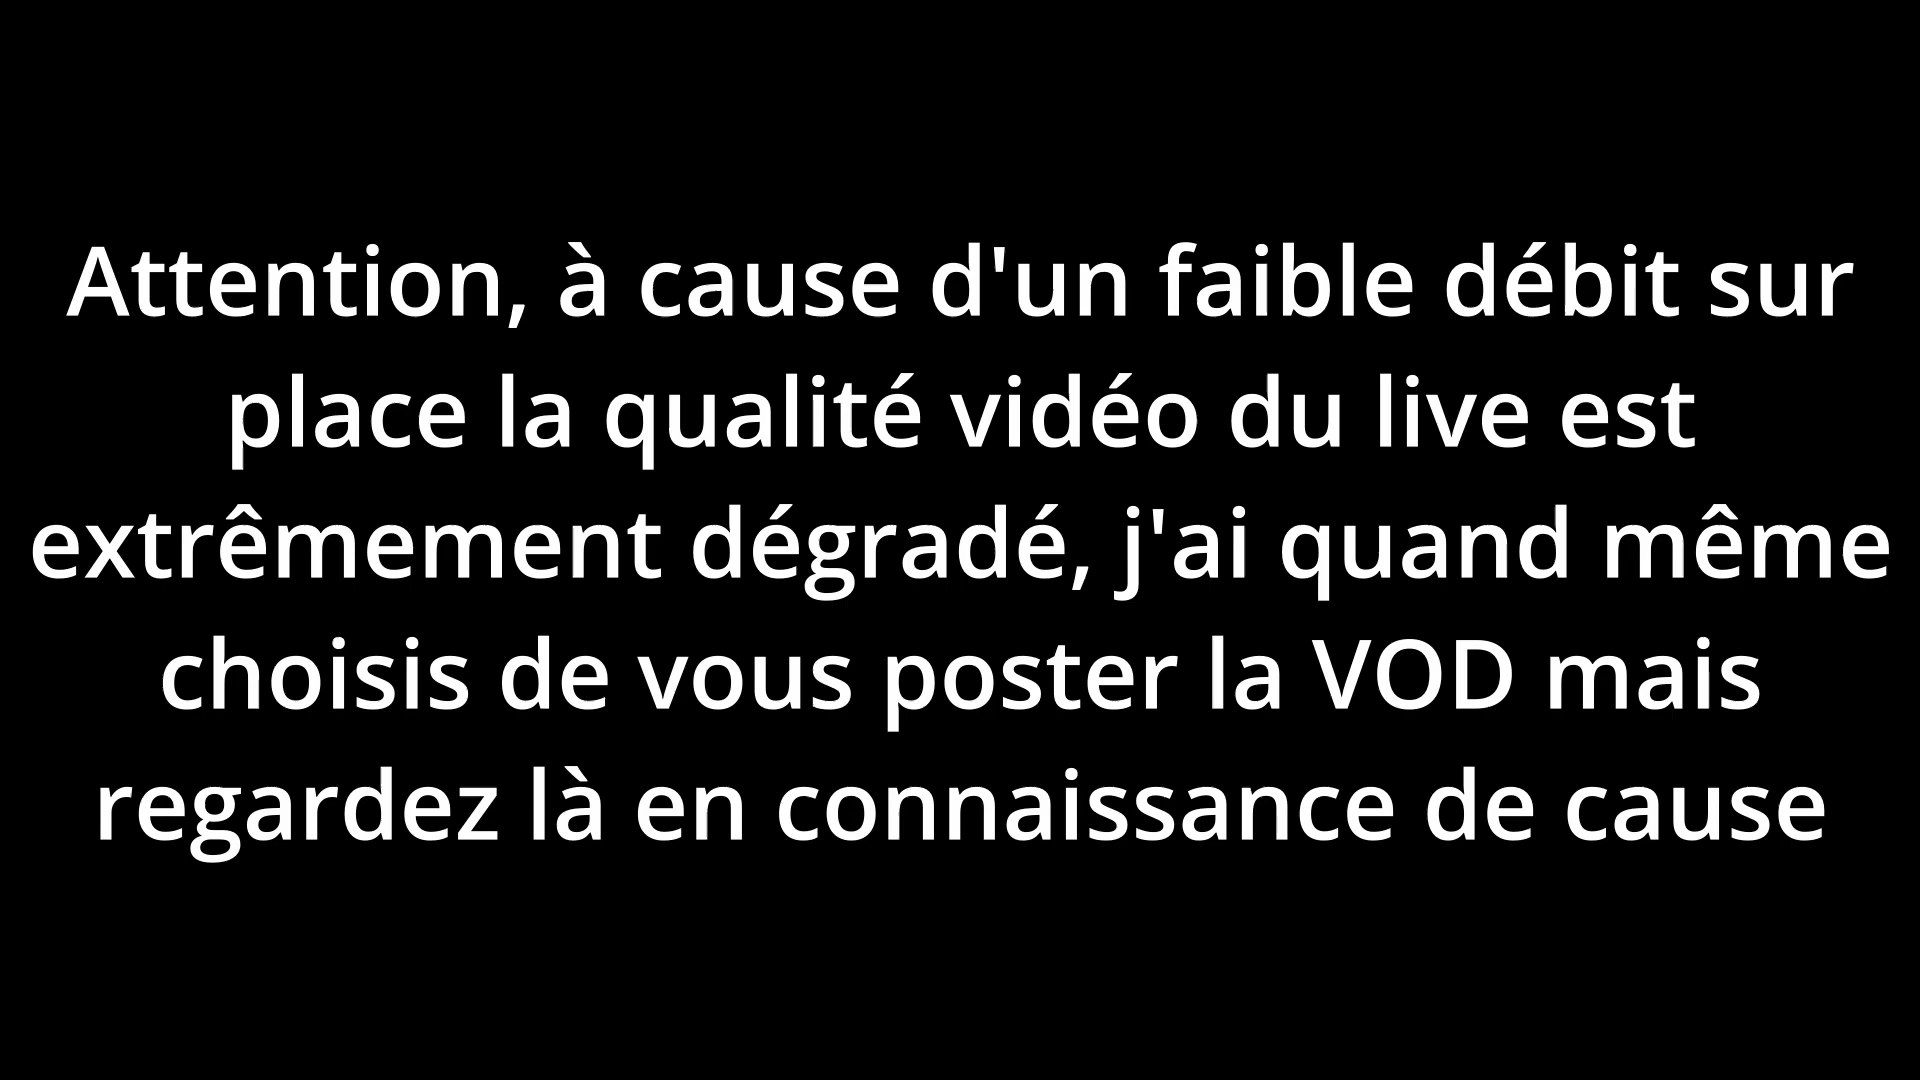 Attention, à cause d'un faible débit sur
place la qualité vidéo du live est
extrêmement dégradé, j'ai quand même
choisis de vous poster la VOD mais
regardez là en connaissance de cause